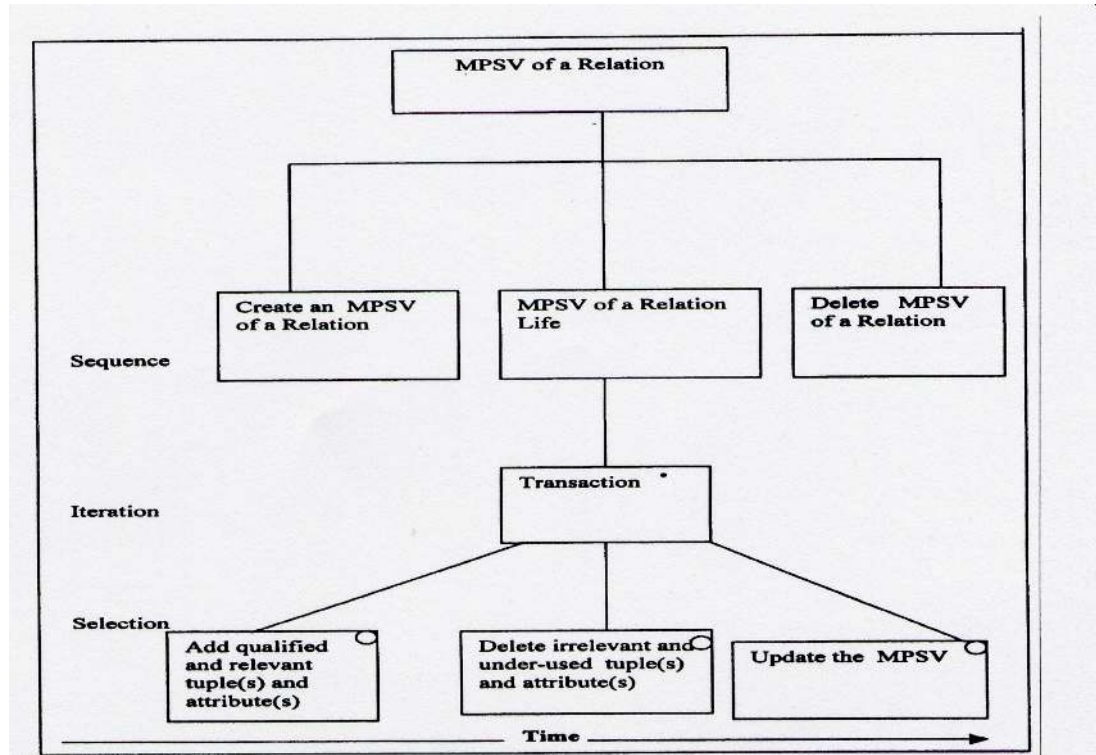 MPSV of a Relation
Create an MPSV
of a Relation
MPSV of a Relation
Life
Delete MPSV
of a Relation
Sequence
Transaction
Iteration
Selection
Add qualified
and relevant
tuple(s) and
attribute(s)
Delete irrelevant and
under-used tuple(s)
and attribute(s)
Update the MPSV
Time